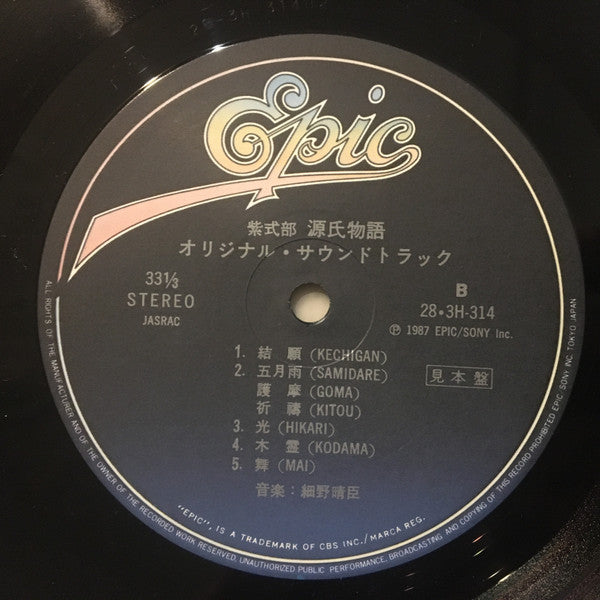 Epic
紫式部 源氏物語
オリジナル・サウンドトラック
33⅓
STEREO
JASRAC
B
28・3H-314
Ⓟ 1987 EPIC/SONY Inc.
1. 結 願 (KECHIGAN)
2. 五月雨 (SAMIDARE)
護 摩 (GOMA)
祈 祷 (KITOU)
3. 光 (HIKARI)
4. 木 霊 (KODAMA)
5. 舞 (MAI)
見本盤
音楽：細野晴臣
"EPIC", IS A TRADEMARK OF CBS INC./MARCA REG.
ALL RIGHTS OF THE MANUFACTURER AND OF THE OWNER OF THE RECORDED WORK RESERVED, UNAUTHORIZED PUBLIC PERFORMANCE, BROADCASTING AND COPYING OF THIS RECORD PROHIBITED EPIC/SONY INC. TOKYO JAPAN